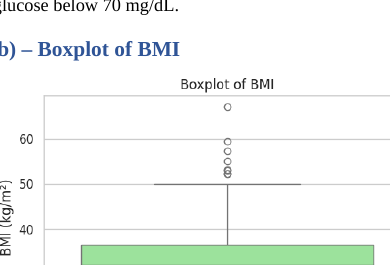 glucose below 70 mg/dL.
b) – Boxplot of BMI
Boxplot of BMI
60
50
40
BMI (kg/m²)